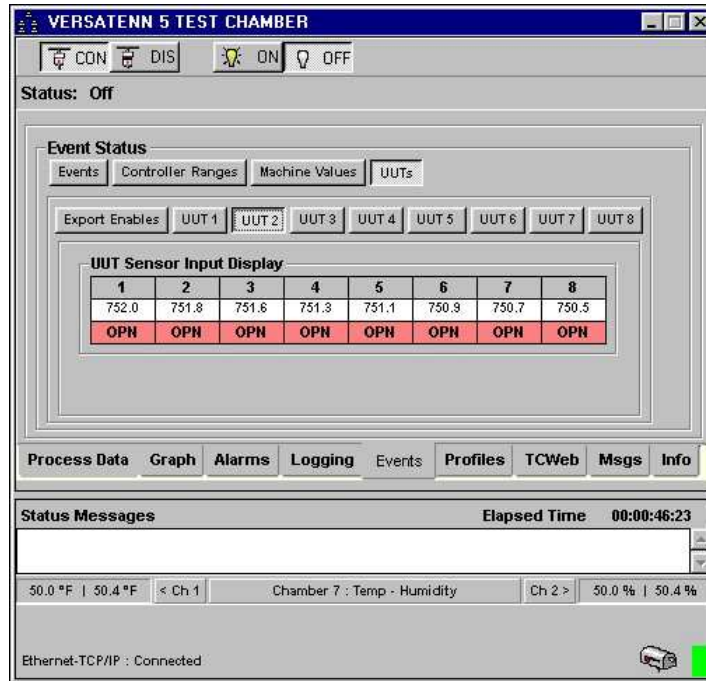 VERSATENN 5 TEST CHAMBER
CON DIS ON OFF
Status: Off
Event Status
Events Controller Ranges Machine Values UUTs
Export Enables UUT 1 UUT 2 UUT 3 UUT 4 UUT 5 UUT 6 UUT 7 UUT 8
UUT Sensor Input Display
1 2 3 4 5 6 7 8
752.0 751.8 751.6 751.3 751.1 750.9 750.7 750.5
OPN OPN OPN OPN OPN OPN OPN OPN
Process Data Graph Alarms Logging Events Profiles TCWeb Msgs Info
Status Messages Elapsed Time 00:00:46:23
50.0 °F | 50.4 °F < Ch 1 Chamber 7 : Temp - Humidity Ch 2 > 50.0 % | 50.4 %
Ethernet-TCP/IP : Connected